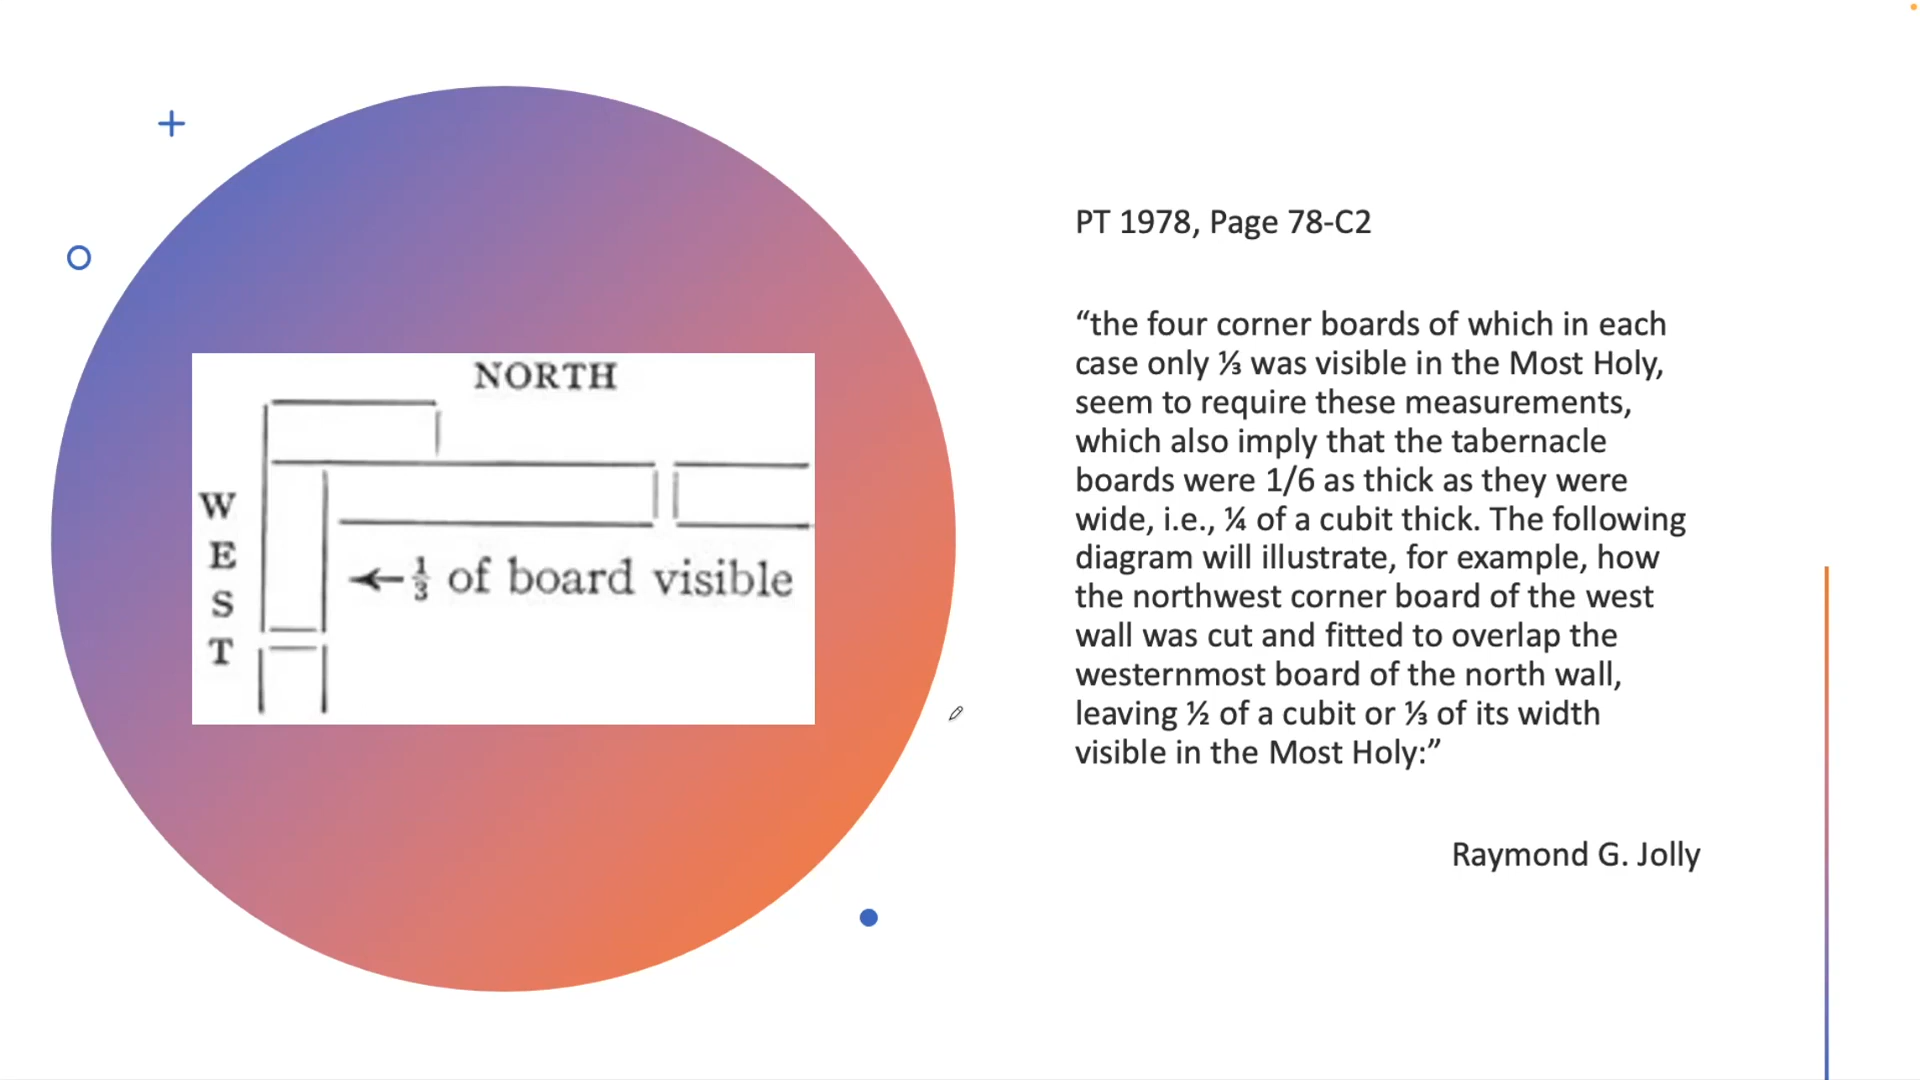 NORTH
W
E
S
T
←⅓ of board visible
PT 1978, Page 78-C2
“the four corner boards of which in each
case only ⅓ was visible in the Most Holy,
seem to require these measurements,
which also imply that the tabernacle
boards were 1/6 as thick as they were
wide, i.e., ¼ of a cubit thick. The following
diagram will illustrate, for example, how
the northwest corner board of the west
wall was cut and fitted to overlap the
westernmost board of the north wall,
leaving ½ of a cubit or ⅓ of its width
visible in the Most Holy:”
Raymond G. Jolly